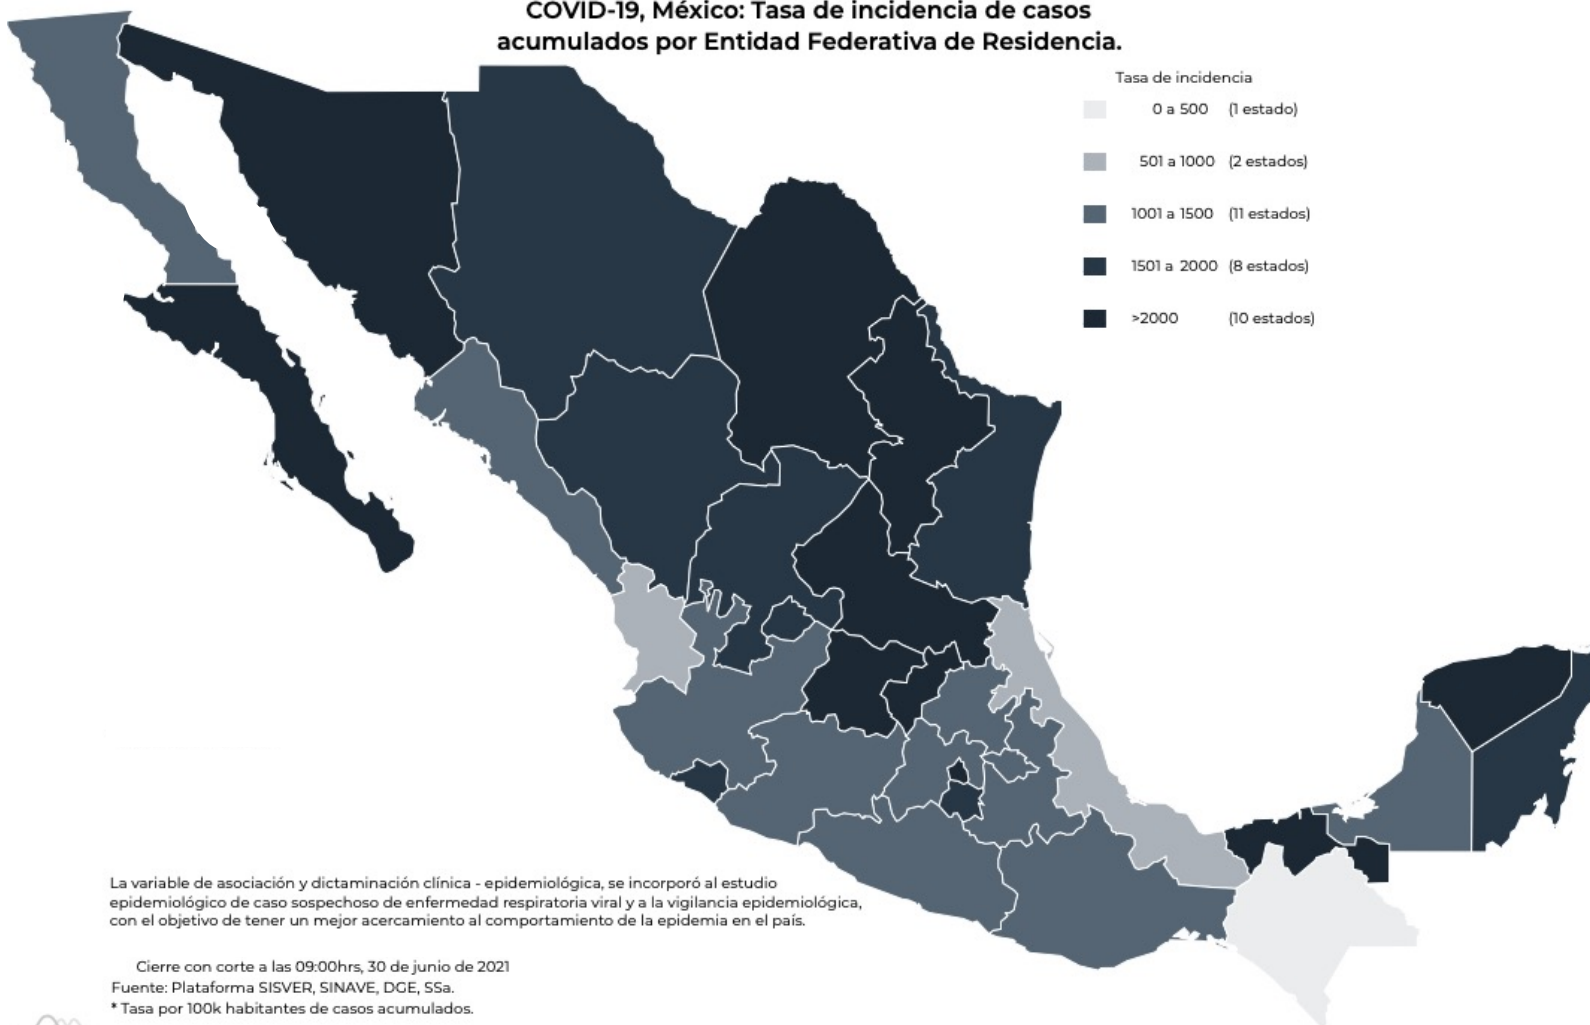 COVID-19, México: Tasa de incidencia de casos
acumulados por Entidad Federativa de Residencia.
Tasa de incidencia
0 a 500 (1 estado)
501 a 1000 (2 estados)
1001 a 1500 (11 estados)
1501 a 2000 (8 estados)
>2000 (10 estados)
La variable de asociación y dictaminación clínica - epidemiológica, se incorporó al estudio
epidemiológico de caso sospechoso de enfermedad respiratoria viral y a la vigilancia epidemiológica,
con el objetivo de tener un mejor acercamiento al comportamiento de la epidemia en el país.
Cierre con corte a las 09:00hrs, 30 de junio de 2021
Fuente: Plataforma SISVER, SINAVE, DGE, SSa.
* Tasa por 100k habitantes de casos acumulados.